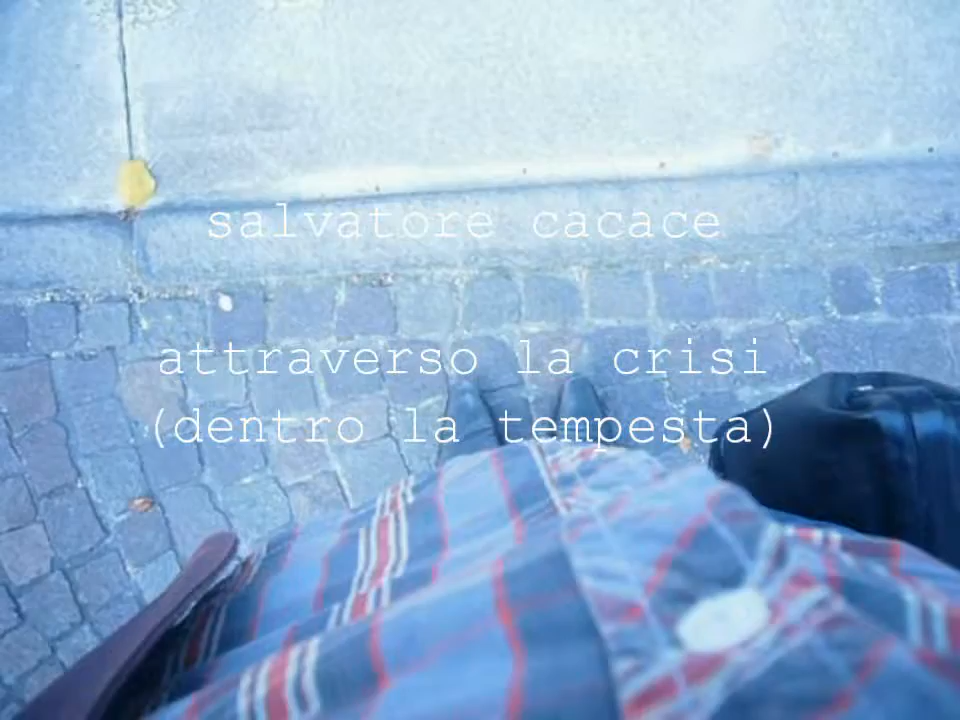 salvatore cacace
attraverso la crisi
(dentro la tempesta)